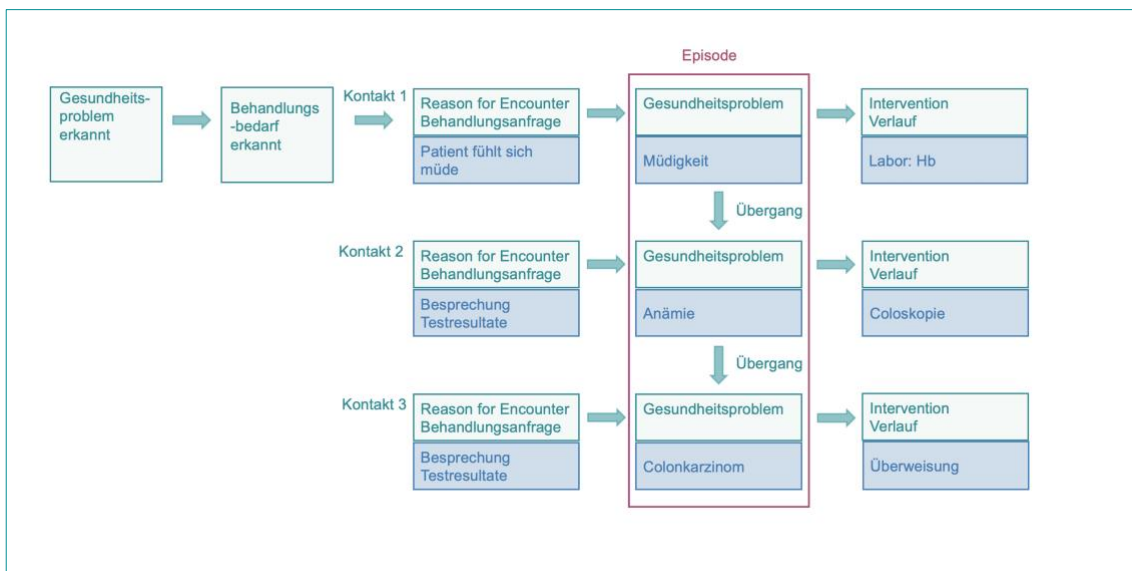 Episode
Gesundheits-
problem
erkannt
Behandlungs
-bedarf
erkannt
Kontakt 1
Reason for Encounter
Behandlungsanfrage
Patient fühlt sich
müde
Gesundheitsproblem
Müdigkeit
Intervention
Verlauf
Labor: Hb
Übergang
Kontakt 2
Reason for Encounter
Behandlungsanfrage
Besprechung
Testresultate
Gesundheitsproblem
Anämie
Intervention
Verlauf
Coloskopie
Übergang
Kontakt 3
Reason for Encounter
Behandlungsanfrage
Besprechung
Testresultate
Gesundheitsproblem
Colonkarzinom
Intervention
Verlauf
Überweisung